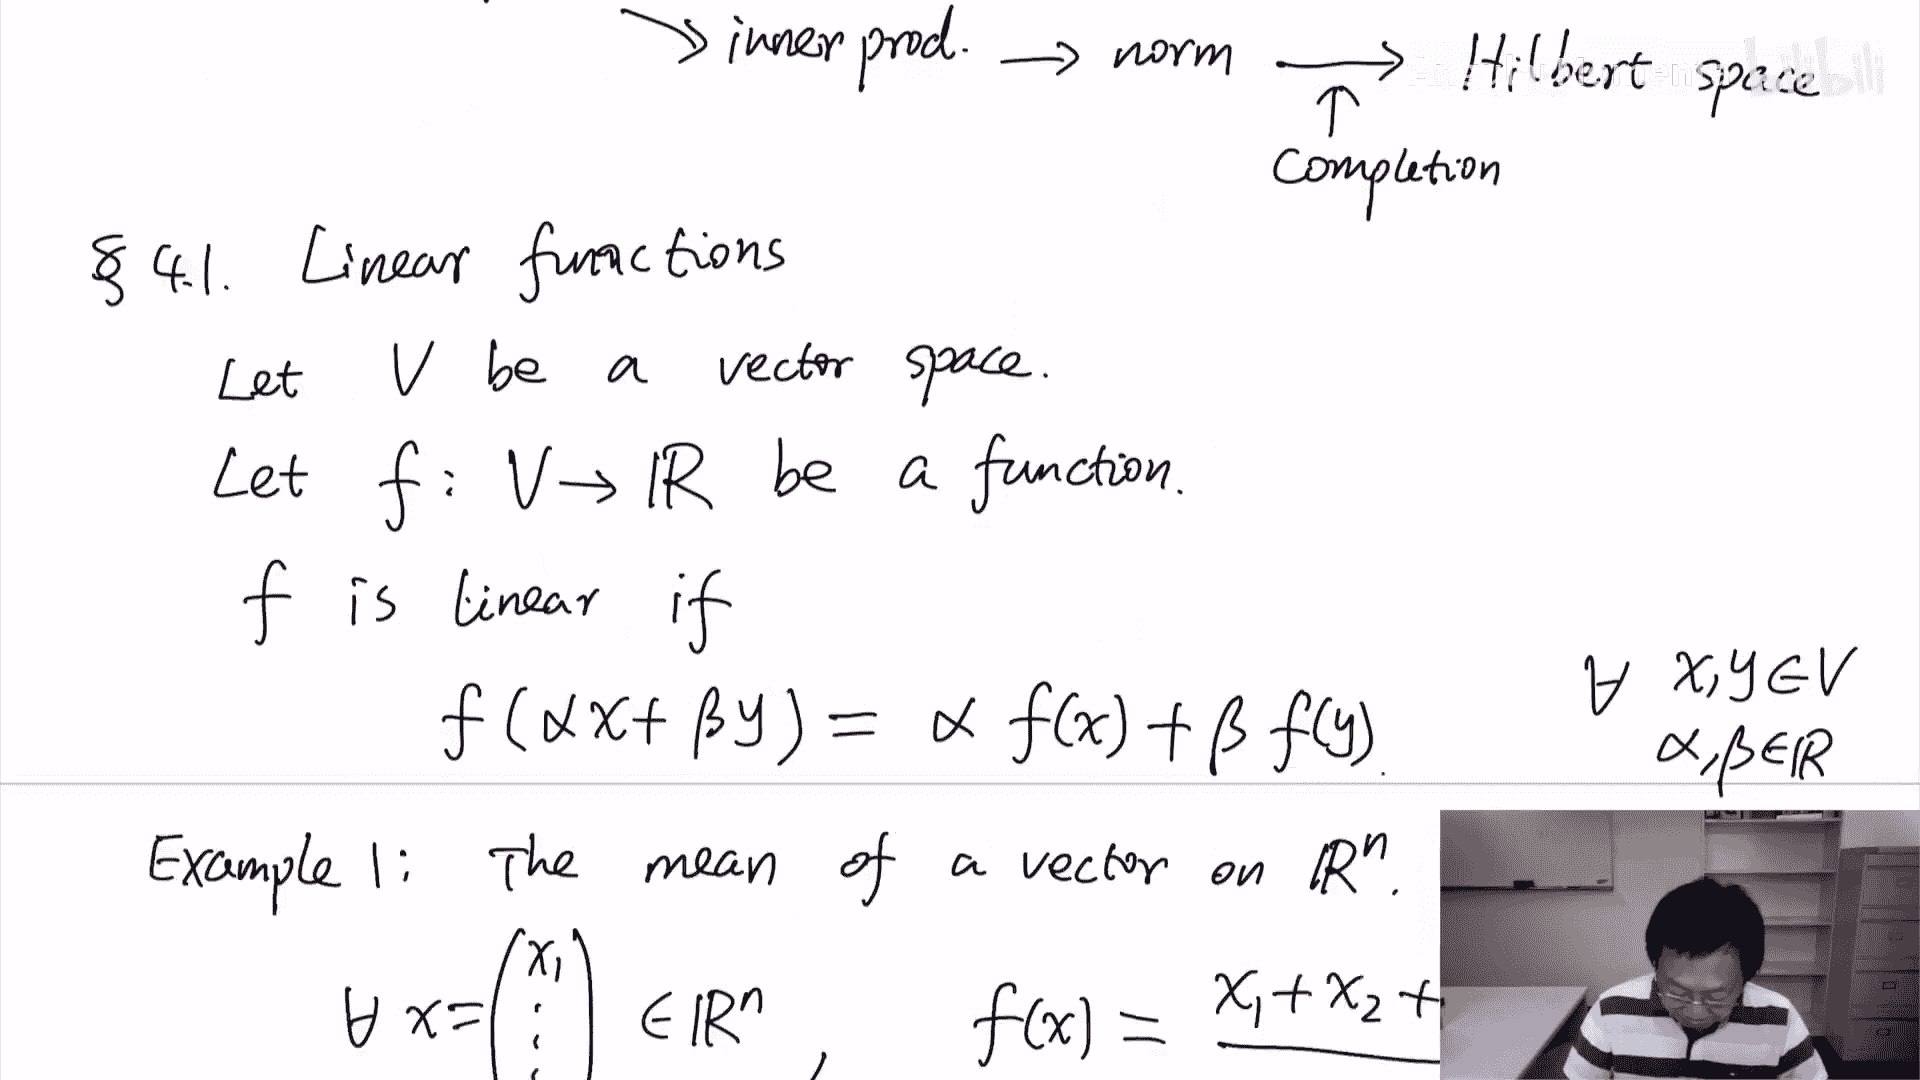 → inner prod. → norm → Hilbert space
↑
Completion
bilibili
§ 4.1. Linear functions
Let V be a vector space.
Let f: V → ℝ be a function.
f is linear if
f(αx + βy) = α f(x) + β f(y). ∀ x, y ∈ V
α, β ∈ ℝ
Example 1: The mean of a vector on ℝⁿ.
∀ x = (x₁ ⋮ ∈ ℝⁿ, f(x) = x₁ + x₂ +